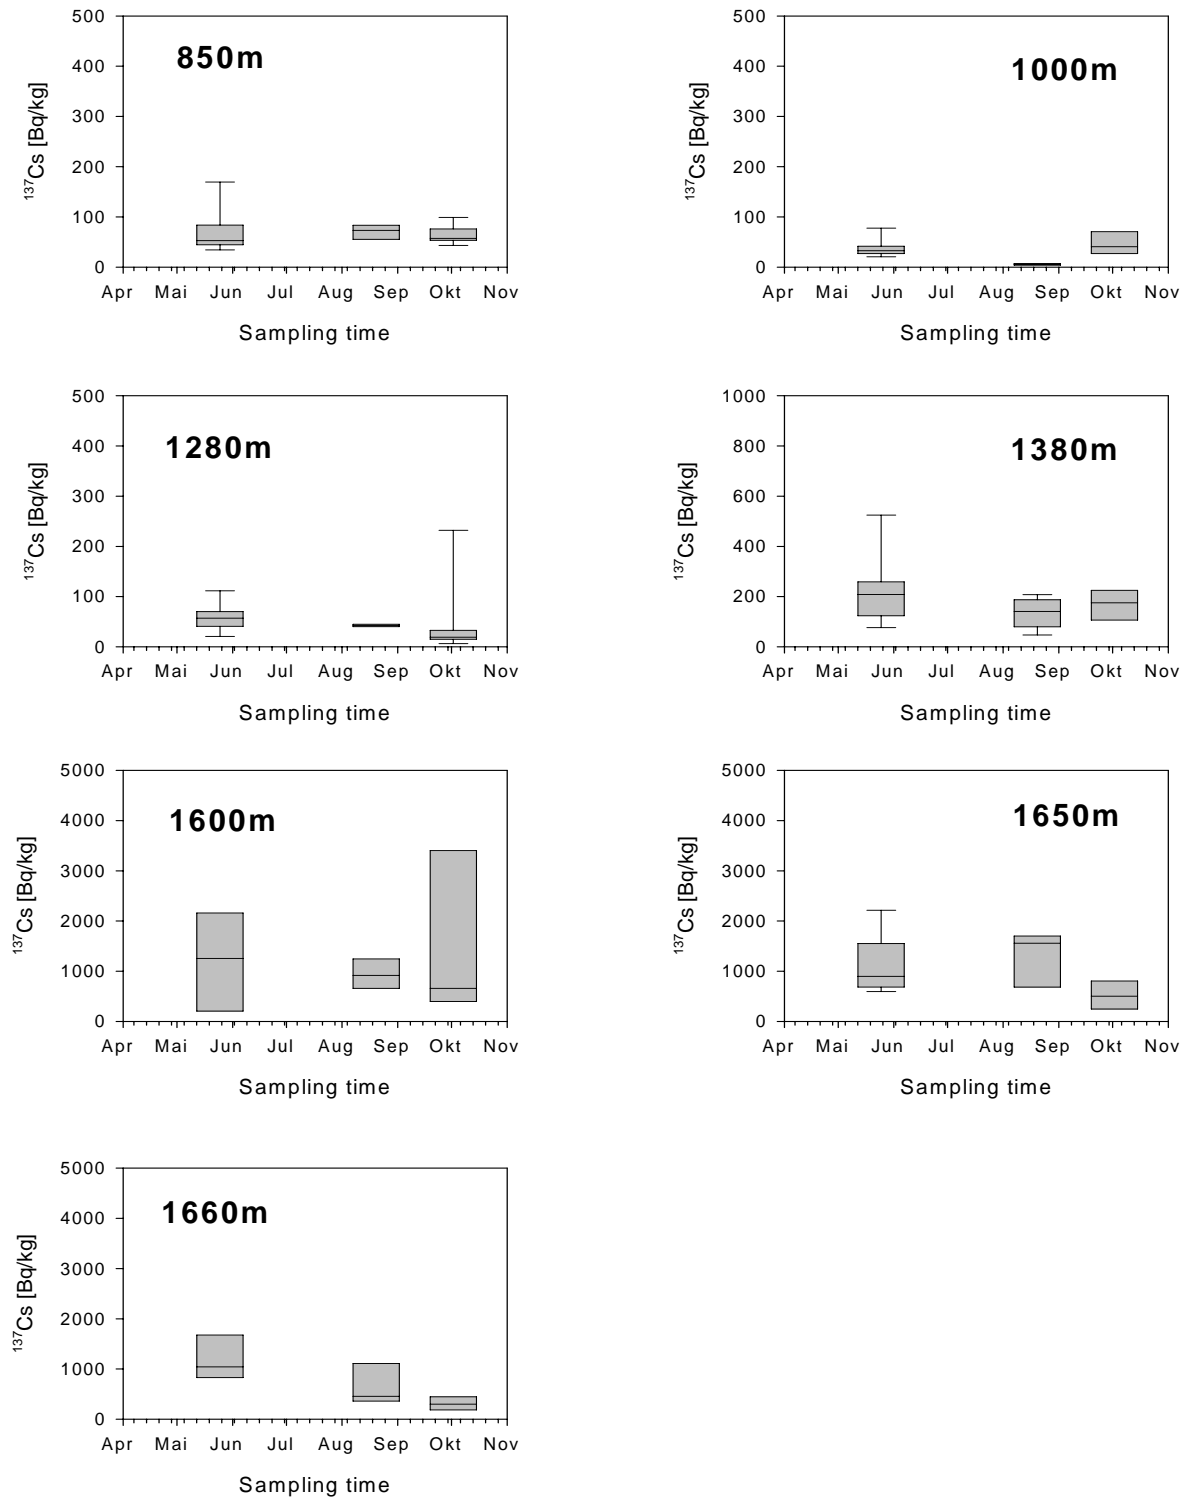 500
400
300
200
100
0
850m
¹³⁷Cs [Bq/kg]
Apr Mai Jun Jul Aug Sep Okt Nov
Sampling time
500
400
300
200
100
0
1000m
¹³⁷Cs [Bq/kg]
Apr Mai Jun Jul Aug Sep Okt Nov
Sampling time
500
400
300
200
100
0
1280m
¹³⁷Cs [Bq/kg]
Apr Mai Jun Jul Aug Sep Okt Nov
Sampling time
1000
800
600
400
200
0
1380m
¹³⁷Cs [Bq/kg]
Apr Mai Jun Jul Aug Sep Okt Nov
Sampling time
5000
4000
3000
2000
1000
0
1600m
¹³⁷Cs [Bq/kg]
Apr Mai Jun Jul Aug Sep Okt Nov
Sampling time
5000
4000
3000
2000
1000
0
1650m
¹³⁷Cs [Bq/kg]
Apr Mai Jun Jul Aug Sep Okt Nov
Sampling time
5000
4000
3000
2000
1000
0
1660m
¹³⁷Cs [Bq/kg]
Apr Mai Jun Jul Aug Sep Okt Nov
Sampling time